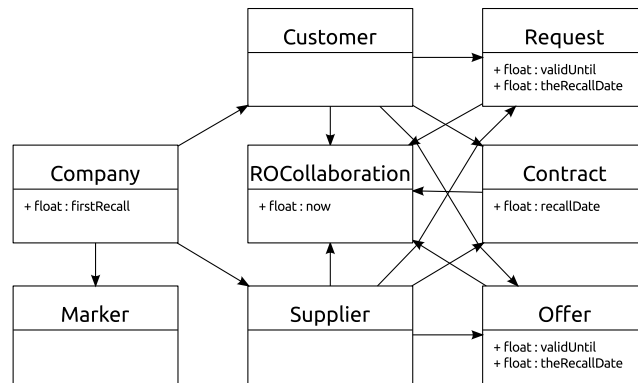 Customer
Request
+ float : validUntil
+ float : theRecallDate
Company
+ float : firstRecall
ROCollaboration
+ float : now
Contract
+ float : recallDate
Marker
Supplier
Offer
+ float : validUntil
+ float : theRecallDate